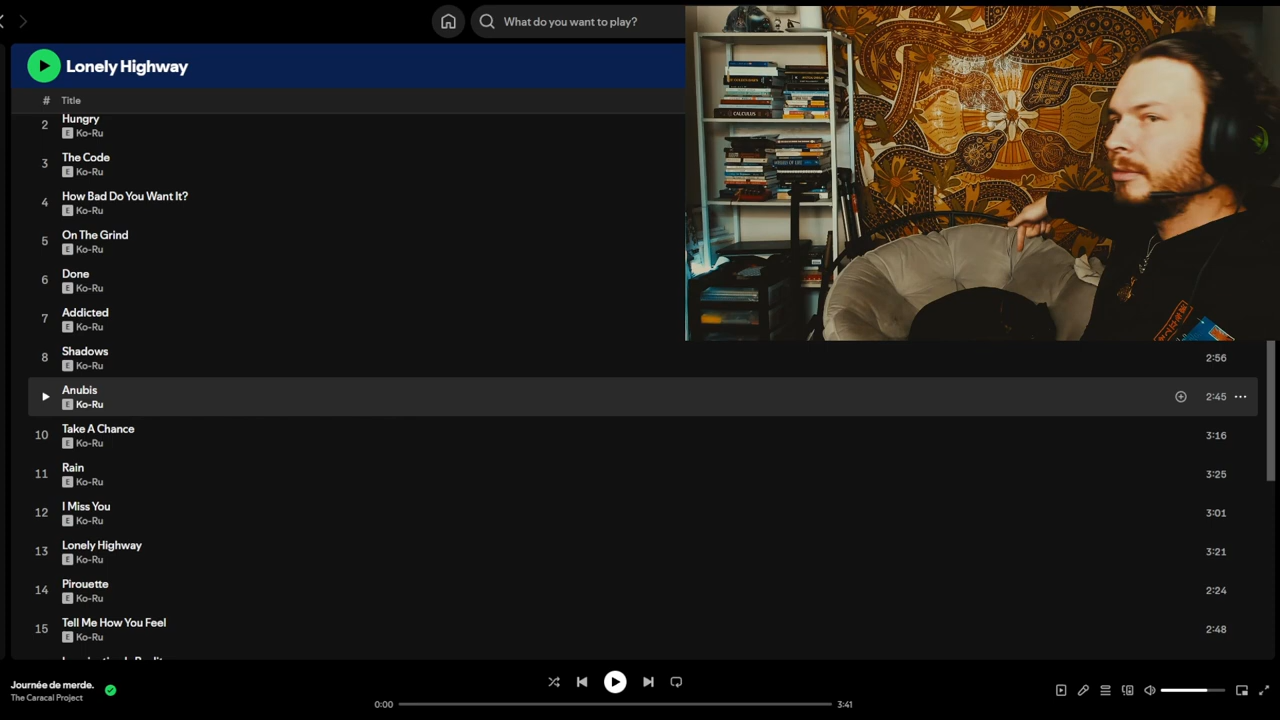 What do you want to play?
Lonely Highway
# Title
2 Hungry
E Ko-Ru
3 The Code
E Ko-Ru
4 How Bad Do You Want It?
E Ko-Ru
5 On The Grind
E Ko-Ru
6 Done
E Ko-Ru
7 Addicted
E Ko-Ru
8 Shadows 2:56
E Ko-Ru
Anubis 2:45
E Ko-Ru
10 Take A Chance 3:16
E Ko-Ru
11 Rain 3:25
E Ko-Ru
12 I Miss You 3:01
E Ko-Ru
13 Lonely Highway 3:21
E Ko-Ru
14 Pirouette 2:24
E Ko-Ru
15 Tell Me How You Feel 2:48
E Ko-Ru
Journée de merde.
The Caracal Project
0:00 3:41
CALCULUS